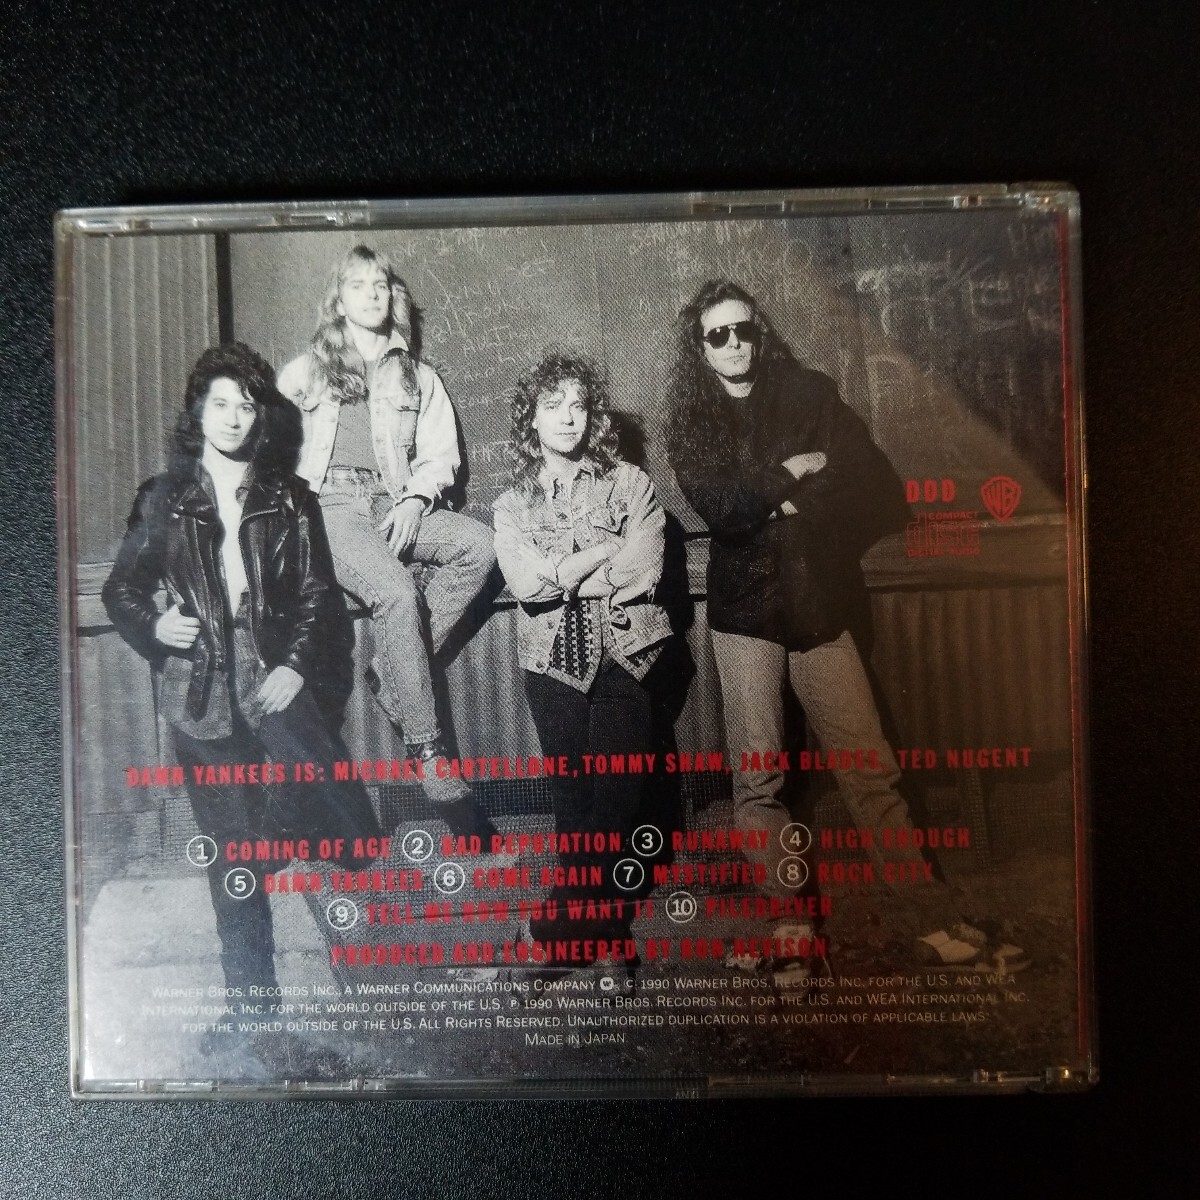 DDD
WB
COMPACT
disc
DIGITAL AUDIO
DAMN YANKEES IS: MICHAEL CARTELLONE, TOMMY SHAW, JACK BLADES, TED NUGENT
1 COMING OF AGE 2 BAD REPUTATION 3 RUNAWAY 4 HIGH ENOUGH
5 DAMN YANKEES 6 COME AGAIN 7 MYSTIFIED 8 ROCK CITY
9 TELL ME HOW YOU WANT IT 10 PILEDRIVER
PRODUCED AND ENGINEERED BY RON NEVISON
WARNER BROS. RECORDS INC., A WARNER COMMUNICATIONS COMPANY. © 1990 WARNER BROS. RECORDS INC. FOR THE U.S. AND WEA
INTERNATIONAL INC. FOR THE WORLD OUTSIDE OF THE U.S. ℗ 1990 WARNER BROS. RECORDS INC. FOR THE U.S. AND WEA INTERNATIONAL INC.
FOR THE WORLD OUTSIDE OF THE U.S. ALL RIGHTS RESERVED. UNAUTHORIZED DUPLICATION IS A VIOLATION OF APPLICABLE LAWS.
MADE IN JAPAN